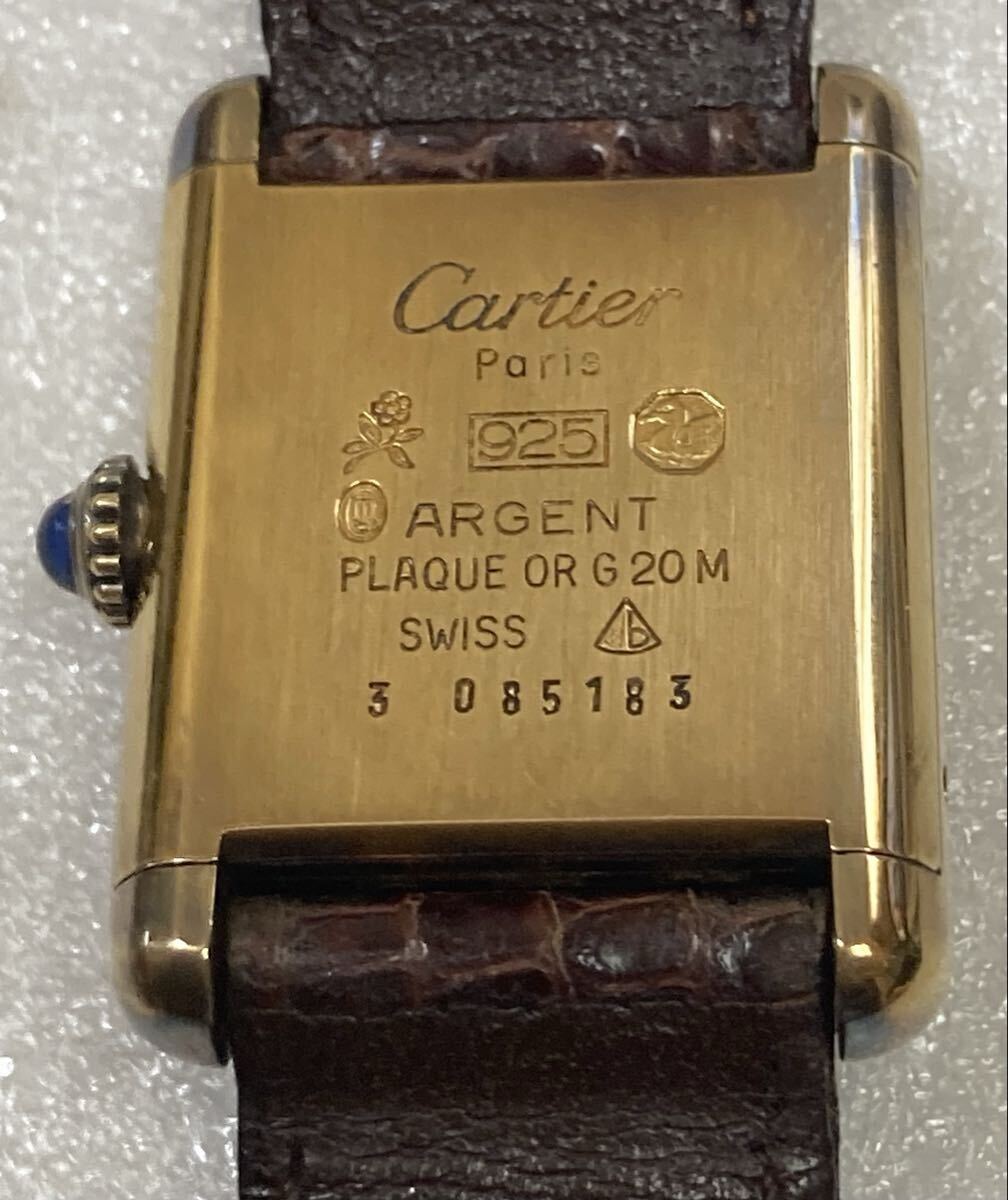 Cartier
Paris
925
ARGENT
PLAQUE OR G 20 M
SWISS
3 085183